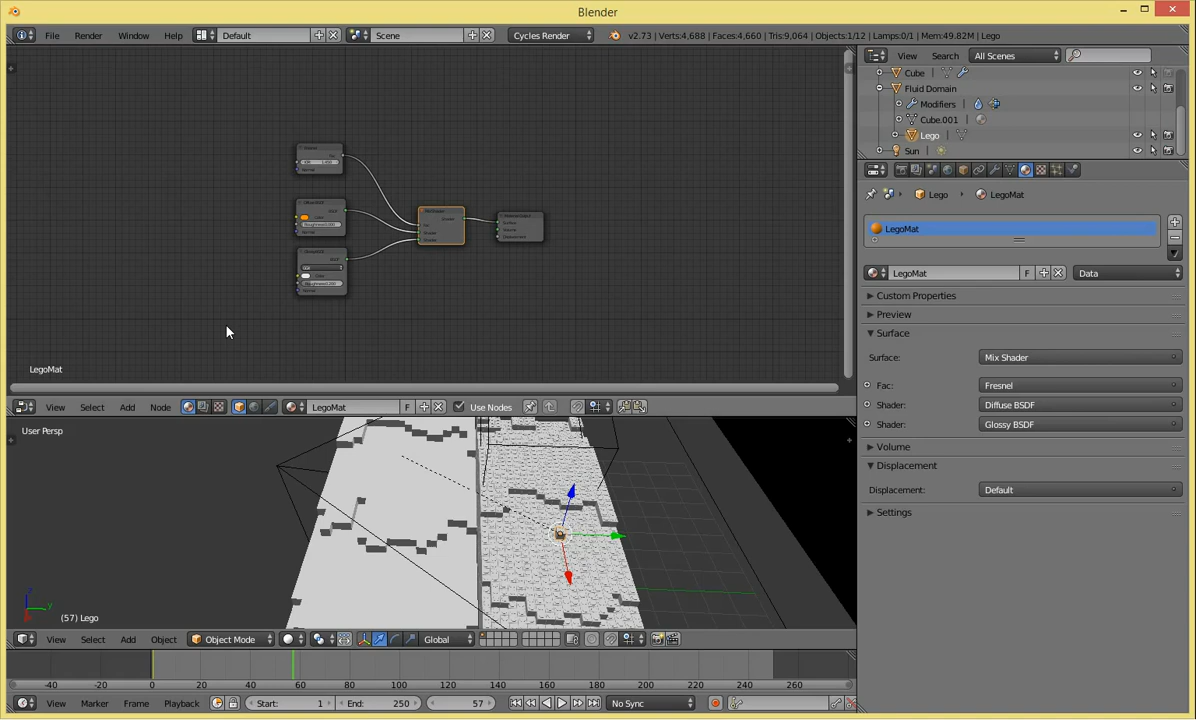 Blender
File Render Window Help Default Scene Cycles Render v2.73 | Verts:4,688 | Faces:4,660 | Tris:9,064 | Objects:1/12 | Lamps:0/1 | Mem:49.82M | Lego
View Search All Scenes
Cube
Fluid Domain
Modifiers
Cube.001
Lego
Sun
Lego LegoMat
LegoMat
LegoMat F Data
Custom Properties
Preview
Surface
Surface: Mix Shader
Fac: Fresnel
Shader: Diffuse BSDF
Shader: Glossy BSDF
Volume
Displacement
Displacement: Default
Settings
LegoMat
View Select Add Node LegoMat F Use Nodes
User Persp
z
y
(57) Lego
View Select Add Object Object Mode Global
-40 -20 0 20 40 60 80 100 120 140 160 180 200 220 240 260
View Marker Frame Playback Start: 1 End: 250 57 No Sync